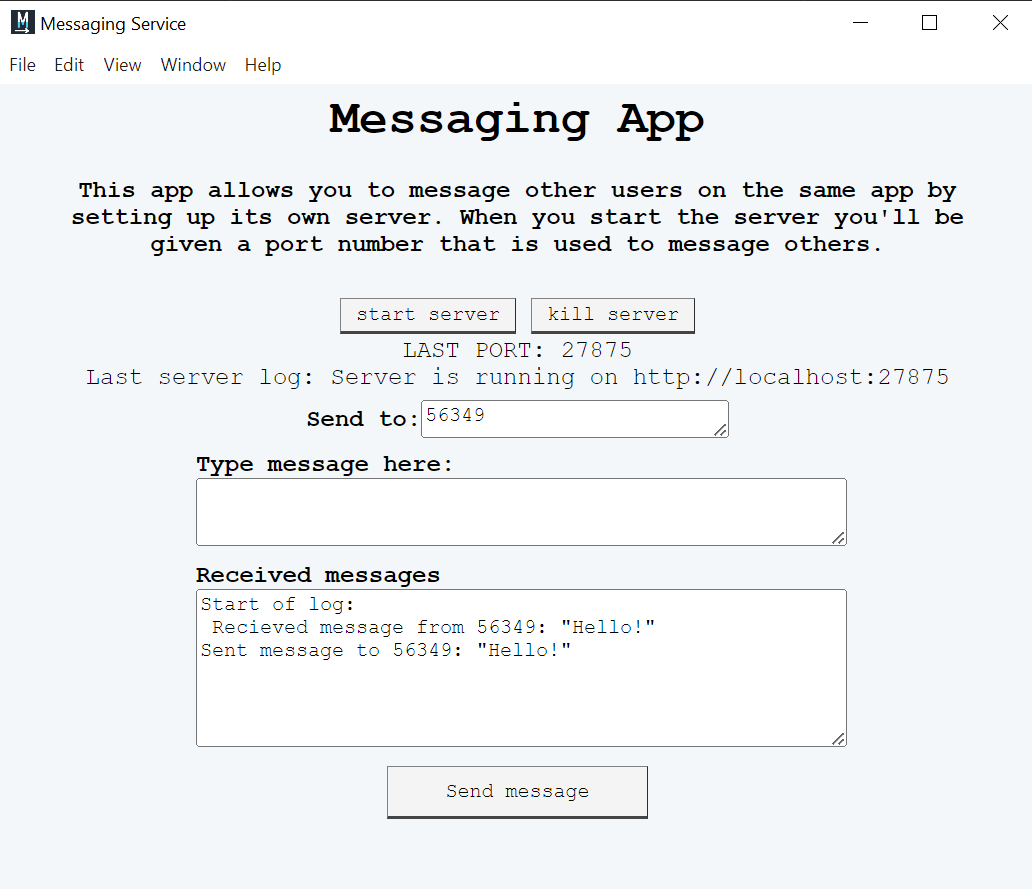 Messaging Service
File Edit View Window Help
Messaging App
This app allows you to message other users on the same app by
setting up its own server. When you start the server you'll be
given a port number that is used to message others.
start server kill server
LAST PORT: 27875
Last server log: Server is running on http://localhost:27875
Send to: 56349
Type message here:
Received messages
Start of log:
Recieved message from 56349: "Hello!"
Sent message to 56349: "Hello!"
Send message